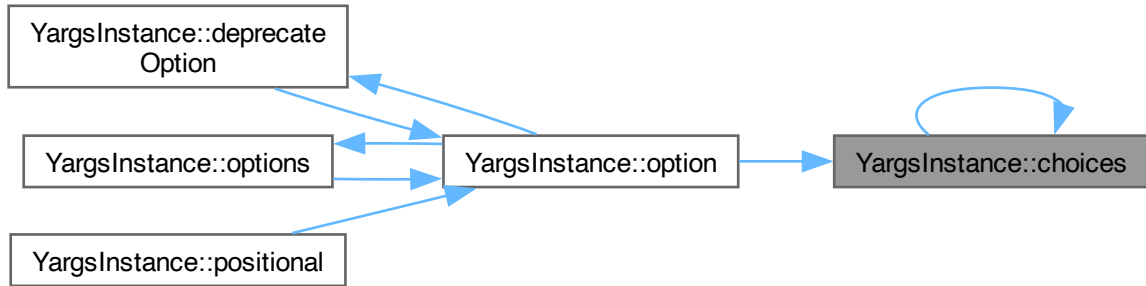 YargsInstance::deprecate
Option
YargsInstance::options
YargsInstance::option
YargsInstance::choices
YargsInstance::positional